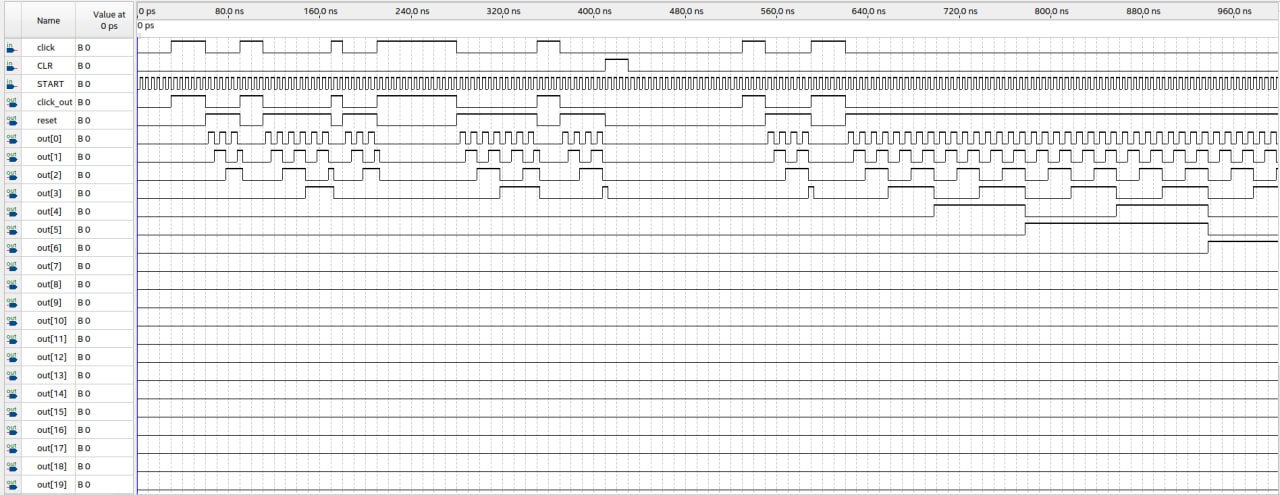 Name Value at 0 ps
0 ps 80.0 ns 160.0 ns 240.0 ns 320.0 ns 400.0 ns 480.0 ns 560.0 ns 640.0 ns 720.0 ns 800.0 ns 880.0 ns 960.0 ns
0 ps
in click B 0
in CLR B 0
in START B 0
out click_out B 0
out reset B 0
out out[0] B 0
out out[1] B 0
out out[2] B 0
out out[3] B 0
out out[4] B 0
out out[5] B 0
out out[6] B 0
out out[7] B 0
out out[8] B 0
out out[9] B 0
out out[10] B 0
out out[11] B 0
out out[12] B 0
out out[13] B 0
out out[14] B 0
out out[15] B 0
out out[16] B 0
out out[17] B 0
out out[18] B 0
out out[19] B 0